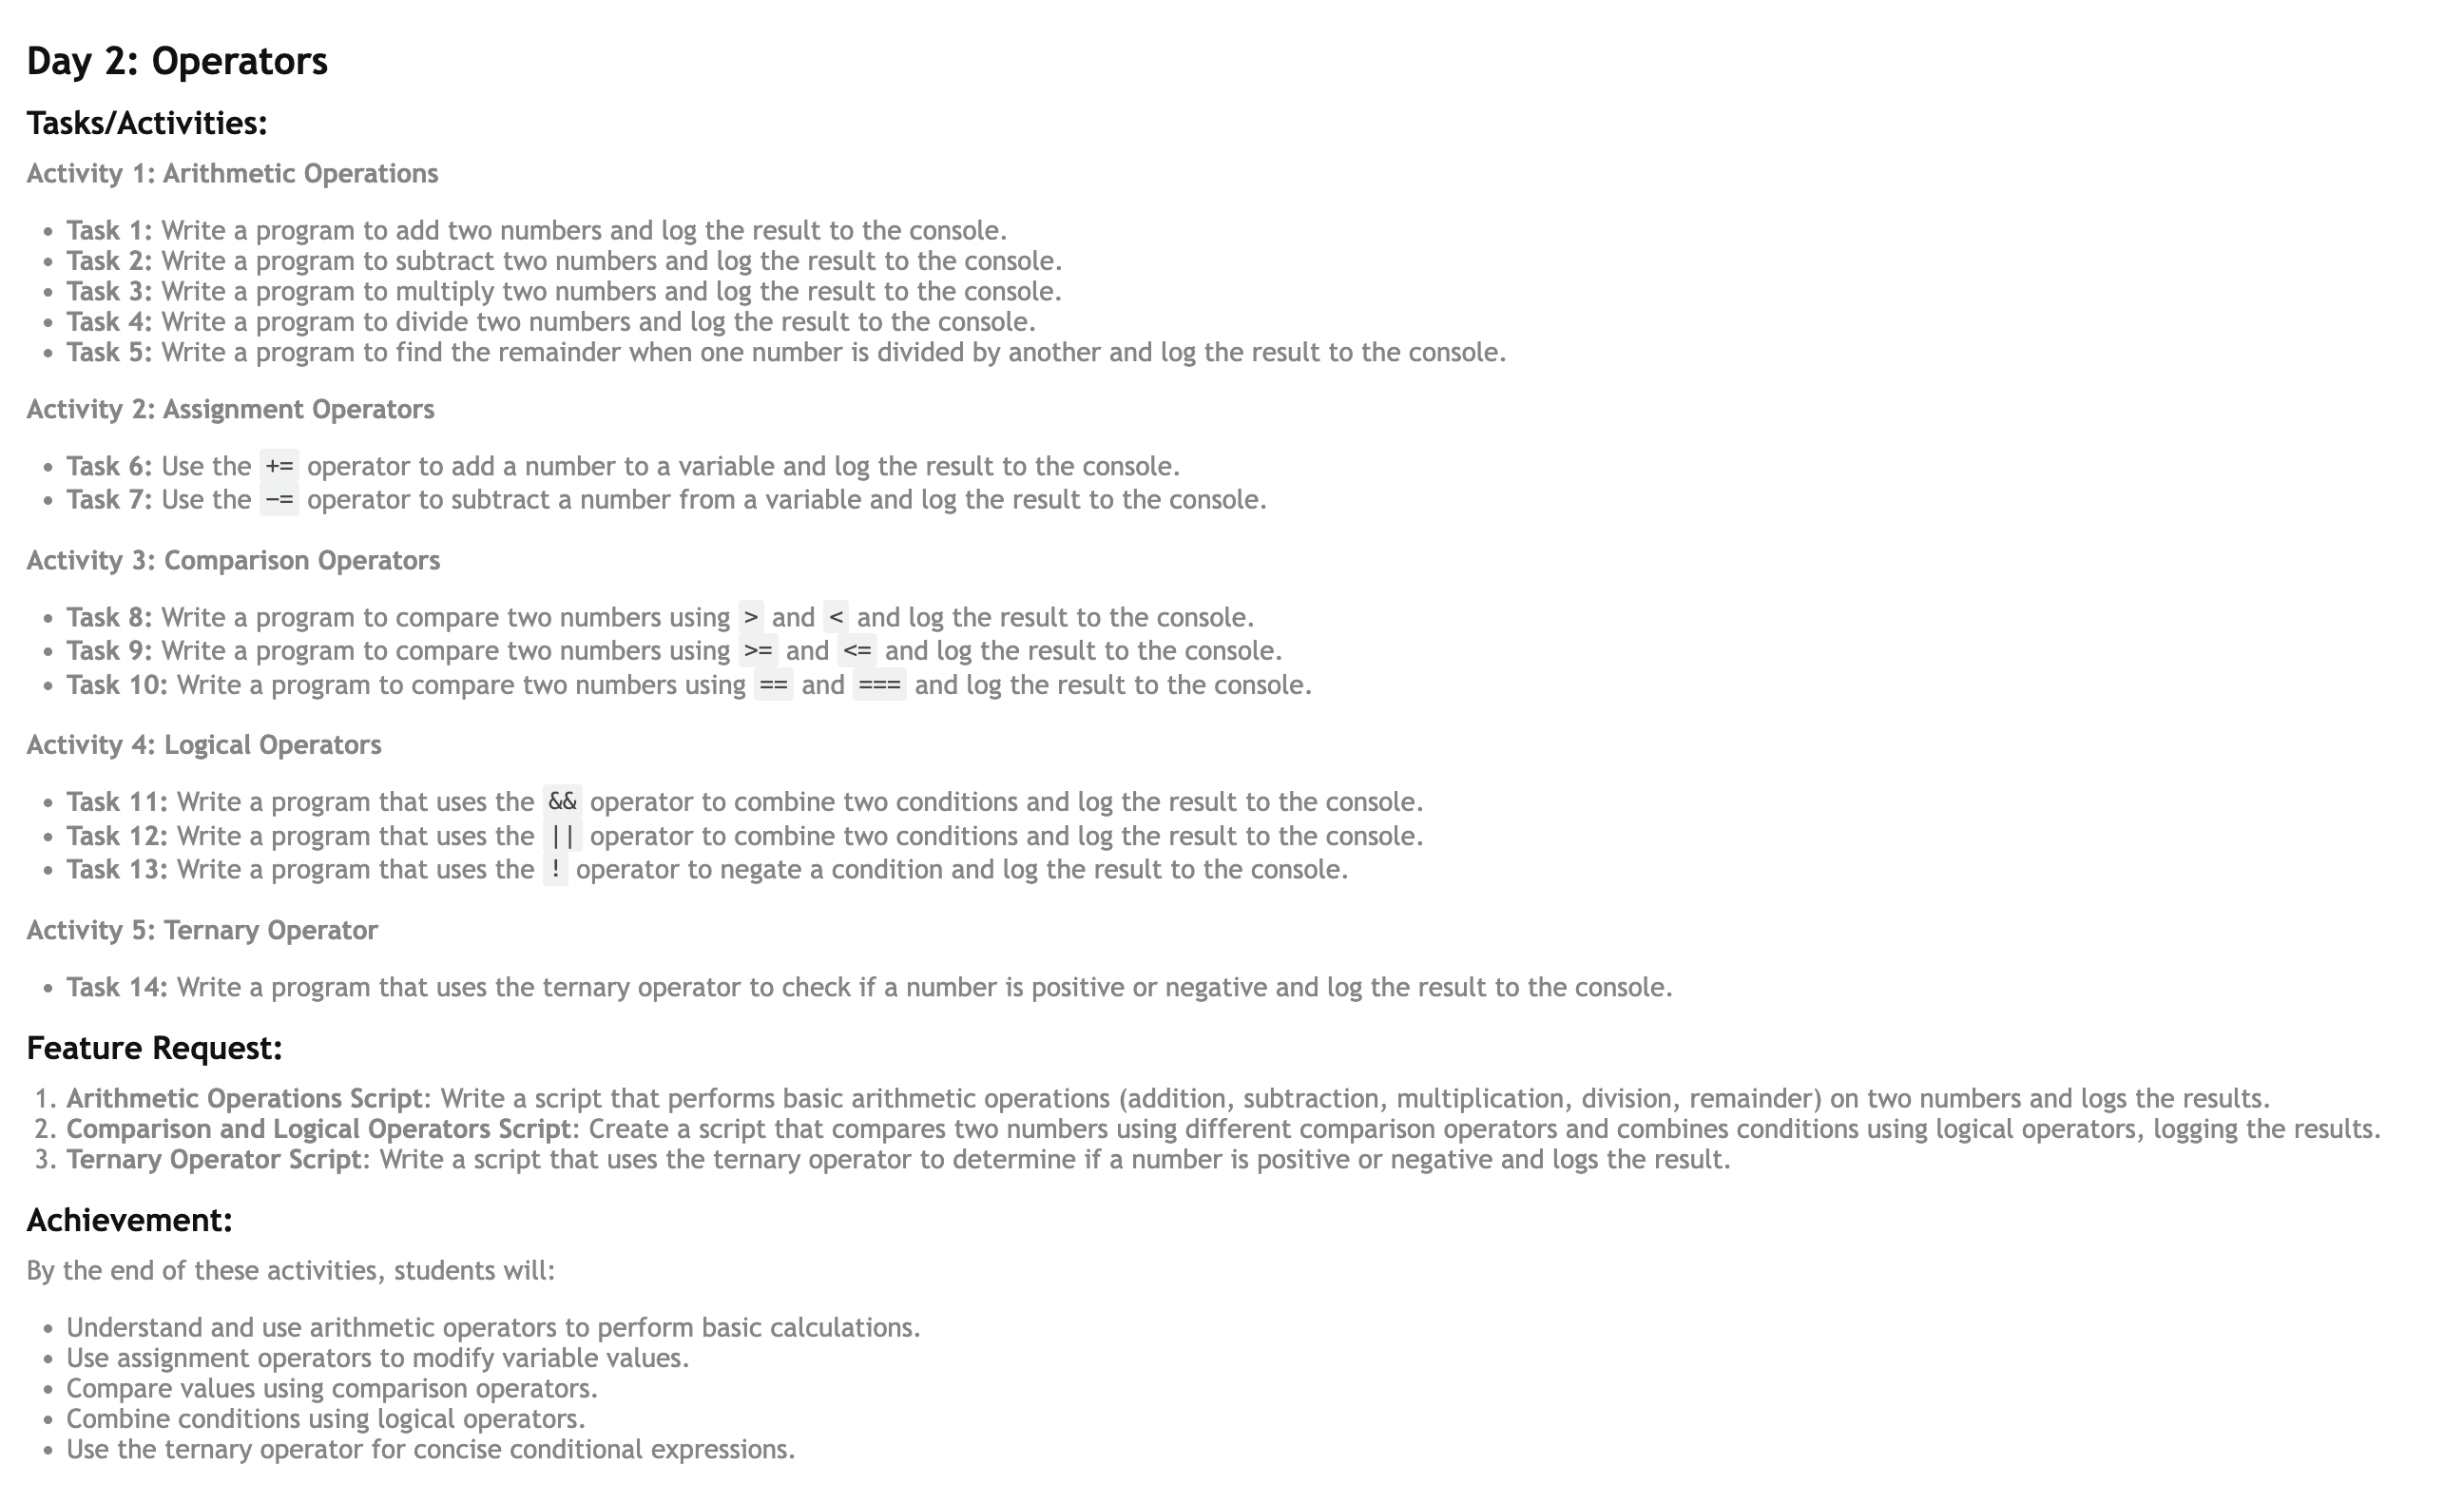 Day 2: Operators
Tasks/Activities:
Activity 1: Arithmetic Operations
• Task 1: Write a program to add two numbers and log the result to the console.
• Task 2: Write a program to subtract two numbers and log the result to the console.
• Task 3: Write a program to multiply two numbers and log the result to the console.
• Task 4: Write a program to divide two numbers and log the result to the console.
• Task 5: Write a program to find the remainder when one number is divided by another and log the result to the console.
Activity 2: Assignment Operators
• Task 6: Use the += operator to add a number to a variable and log the result to the console.
• Task 7: Use the -= operator to subtract a number from a variable and log the result to the console.
Activity 3: Comparison Operators
• Task 8: Write a program to compare two numbers using > and < and log the result to the console.
• Task 9: Write a program to compare two numbers using >= and <= and log the result to the console.
• Task 10: Write a program to compare two numbers using == and === and log the result to the console.
Activity 4: Logical Operators
• Task 11: Write a program that uses the && operator to combine two conditions and log the result to the console.
• Task 12: Write a program that uses the || operator to combine two conditions and log the result to the console.
• Task 13: Write a program that uses the ! operator to negate a condition and log the result to the console.
Activity 5: Ternary Operator
• Task 14: Write a program that uses the ternary operator to check if a number is positive or negative and log the result to the console.
Feature Request:
1. Arithmetic Operations Script: Write a script that performs basic arithmetic operations (addition, subtraction, multiplication, division, remainder) on two numbers and logs the results.
2. Comparison and Logical Operators Script: Create a script that compares two numbers using different comparison operators and combines conditions using logical operators, logging the results.
3. Ternary Operator Script: Write a script that uses the ternary operator to determine if a number is positive or negative and logs the result.
Achievement:
By the end of these activities, students will:
• Understand and use arithmetic operators to perform basic calculations.
• Use assignment operators to modify variable values.
• Compare values using comparison operators.
• Combine conditions using logical operators.
• Use the ternary operator for concise conditional expressions.